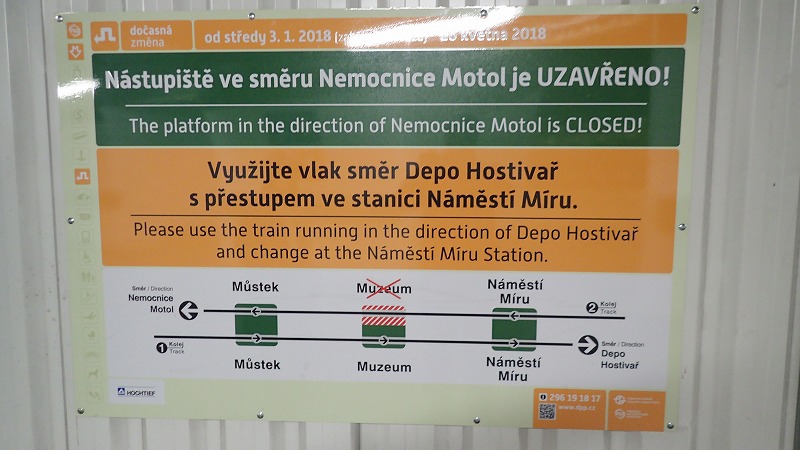 dočasná
změna
od středy 3. 1. 2018 května 2018
Nástupiště ve směru Nemocnice Motol je UZAVŘENO!
The platform in the direction of Nemocnice Motol is CLOSED!
Využijte vlak směr Depo Hostivař
s přestupem ve stanici Náměstí Míru.
Please use the train running in the direction of Depo Hostivař
and change at the Náměstí Míru Station.
Směr / Direction
Nemocnice
Motol
Můstek
Muzeum
Náměstí
Míru
2 Kolej
Track
1 Kolej
Track
Směr / Direction
Depo
Hostivař
Můstek
Muzeum
Náměstí
Míru
HOCHTIEF
296 19 18 17
www.dpp.cz